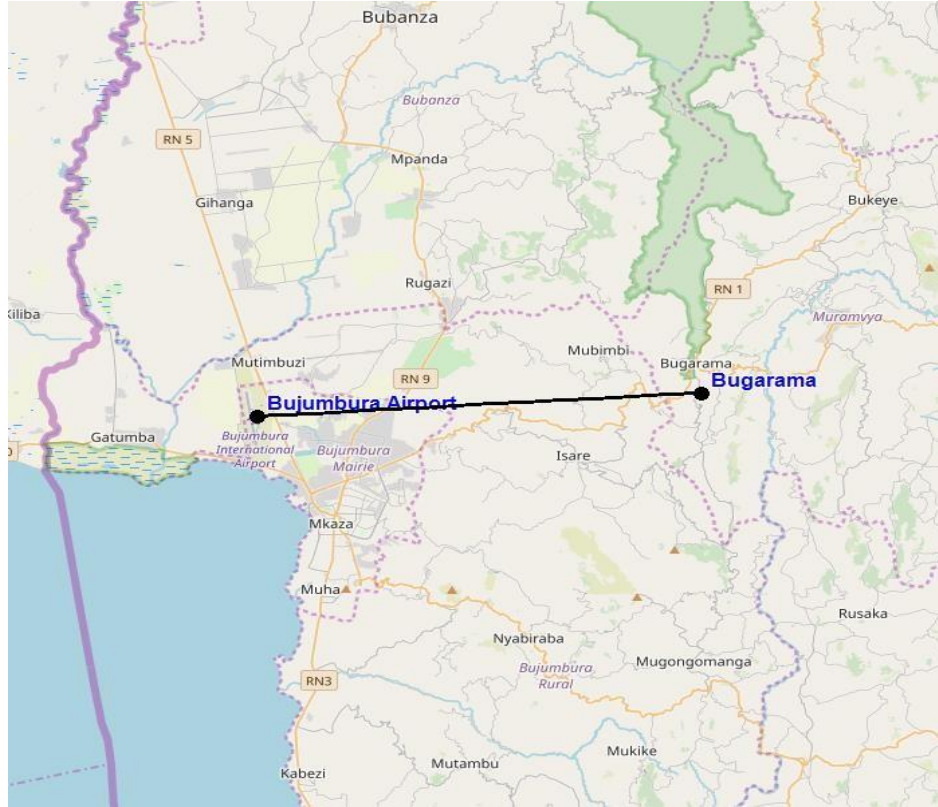 Bubanza
Bubanza
RN 5
Mpanda
Gihanga
Bukeye
Rugazi
RN 1
Kiliba
Muramvya
Mutimbuzi
Mubimbi
Bugarama
RN 9
Bugarama
Bujumbura Airport
Gatumba
Bujumbura
International
Airport
Bujumbura
Mairie
Isare
Mkaza
Muha
Rusaka
Nyabiraba
Bujumbura
Rural
Mugongomanga
RN3
Mukike
Mutambu
Kabezi